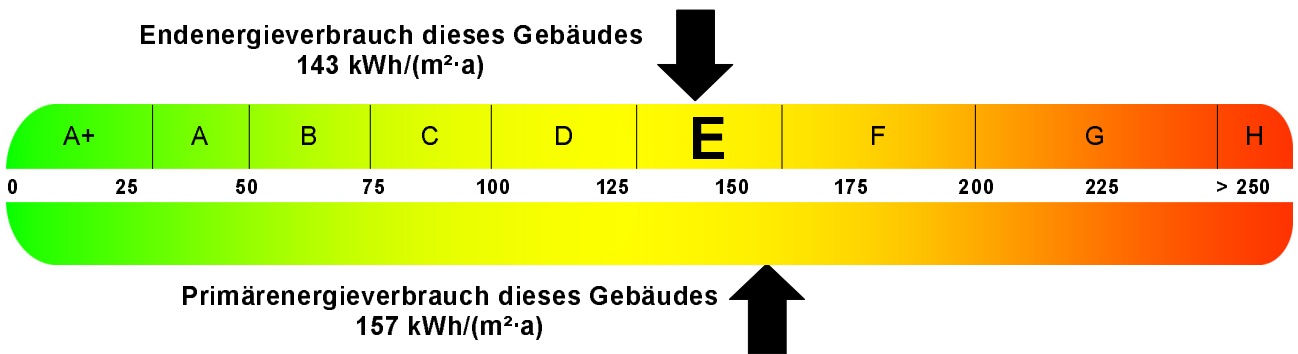 Endenergieverbrauch dieses Gebäudes
143 kWh/(m²·a)
A+ A B C D E F G H
0 25 50 75 100 125 150 175 200 225 > 250
Primärenergieverbrauch dieses Gebäudes
157 kWh/(m²·a)